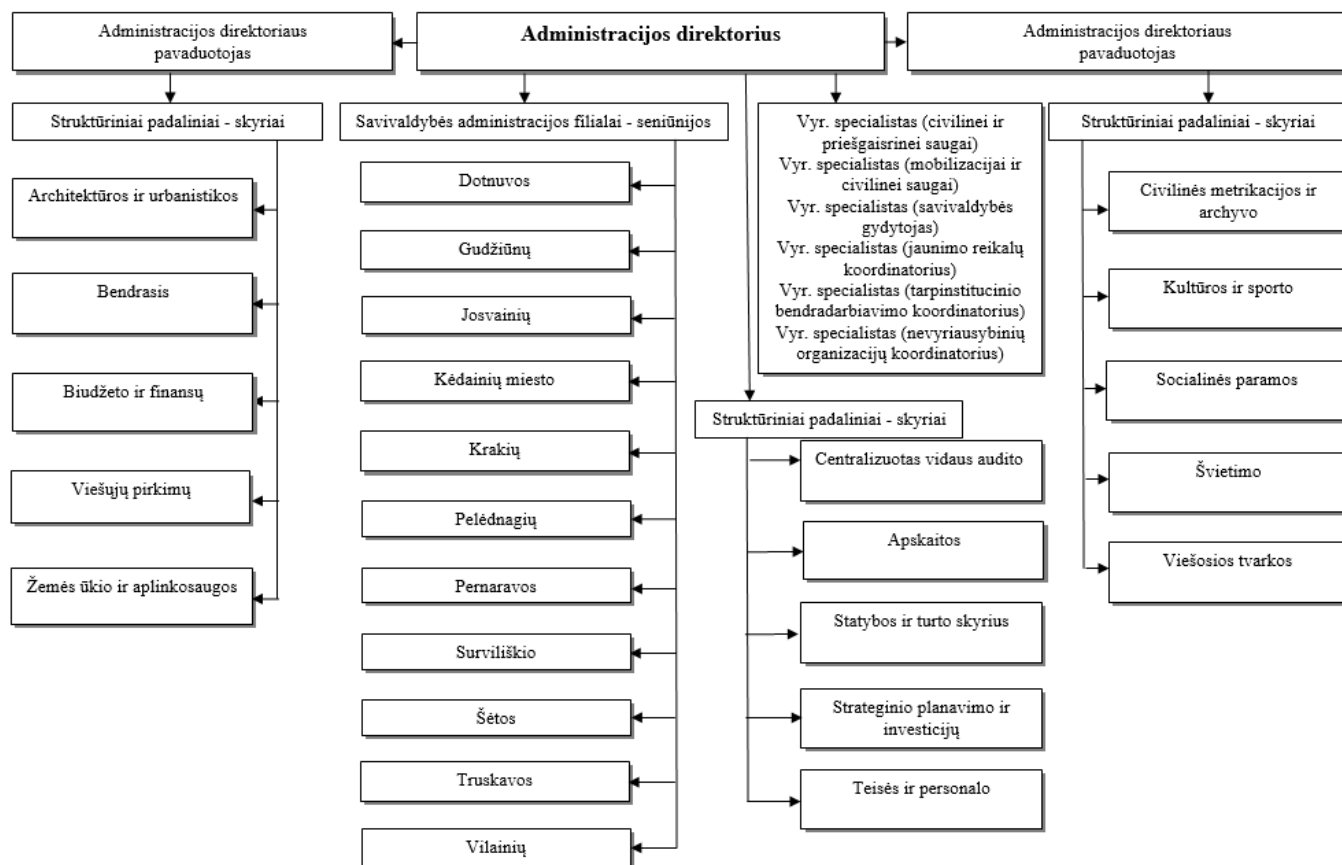 Administracijos direktoriaus
pavaduotojas
Administracijos direktorius
Administracijos direktoriaus
pavaduotojas
Struktūriniai padaliniai - skyriai
Architektūros ir urbanistikos
Bendrasis
Biudžeto ir finansų
Viešųjų pirkimų
Žemės ūkio ir aplinkosaugos
Savivaldybės administracijos filialai - seniūnijos
Dotnuvos
Gudžiūnų
Josvainių
Kėdainių miesto
Krakių
Pelėdnagių
Pernaravos
Surviliškio
Šėtos
Truskavos
Vilainių
Vyr. specialistas (civilinei ir
priešgaisrinei saugai)
Vyr. specialistas (mobilizacijai ir
civilinei saugai)
Vyr. specialistas (savivaldybės
gydytojas)
Vyr. specialistas (jaunimo reikalų
koordinatorius)
Vyr. specialistas (tarpinstitucinio
bendradarbiavimo koordinatorius)
Vyr. specialistas (nevyriausybinių
organizacijų koordinatorius)
Struktūriniai padaliniai - skyriai
Centralizuotas vidaus audito
Apskaitos
Statybos ir turto skyrius
Strateginio planavimo ir
investicijų
Teisės ir personalo
Struktūriniai padaliniai - skyriai
Civilinės metrikacijos ir
archyvo
Kultūros ir sporto
Socialinės paramos
Švietimo
Viešosios tvarkos